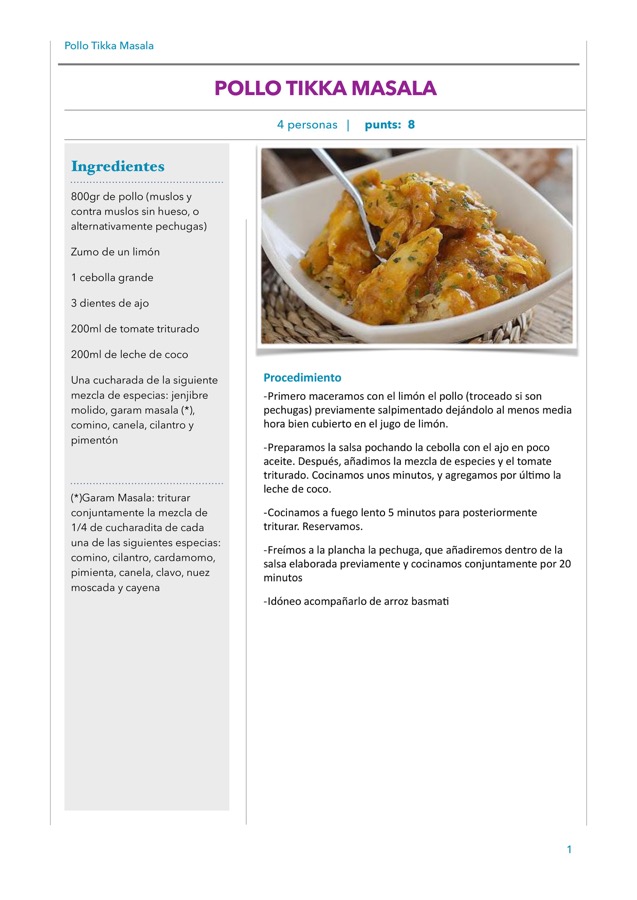 Pollo Tikka Masala
POLLO TIKKA MASALA
4 personas | punts: 8
Ingredientes
800gr de pollo (muslos y
contra muslos sin hueso, o
alternativamente pechugas)
Zumo de un limón
1 cebolla grande
3 dientes de ajo
200ml de tomate triturado
200ml de leche de coco
Una cucharada de la siguiente
mezcla de especias: jenjibre
molido, garam masala (*),
comino, canela, cilantro y
pimentón
(*)Garam Masala: triturar
conjuntamente la mezcla de
1/4 de cucharadita de cada
una de las siguientes especias:
comino, cilantro, cardamomo,
pimienta, canela, clavo, nuez
moscada y cayena
Procedimiento
-Primero maceramos con el limón el pollo (troceado si son
pechugas) previamente salpimentado dejándolo al menos media
hora bien cubierto en el jugo de limón.
-Preparamos la salsa pochando la cebolla con el ajo en poco
aceite. Después, añadimos la mezcla de especies y el tomate
triturado. Cocinamos unos minutos, y agregamos por último la
leche de coco.
-Cocinamos a fuego lento 5 minutos para posteriormente
triturar. Reservamos.
-Freímos a la plancha la pechuga, que añadiremos dentro de la
salsa elaborada previamente y cocinamos conjuntamente por 20
minutos
-Idóneo acompañarlo de arroz basmati
1